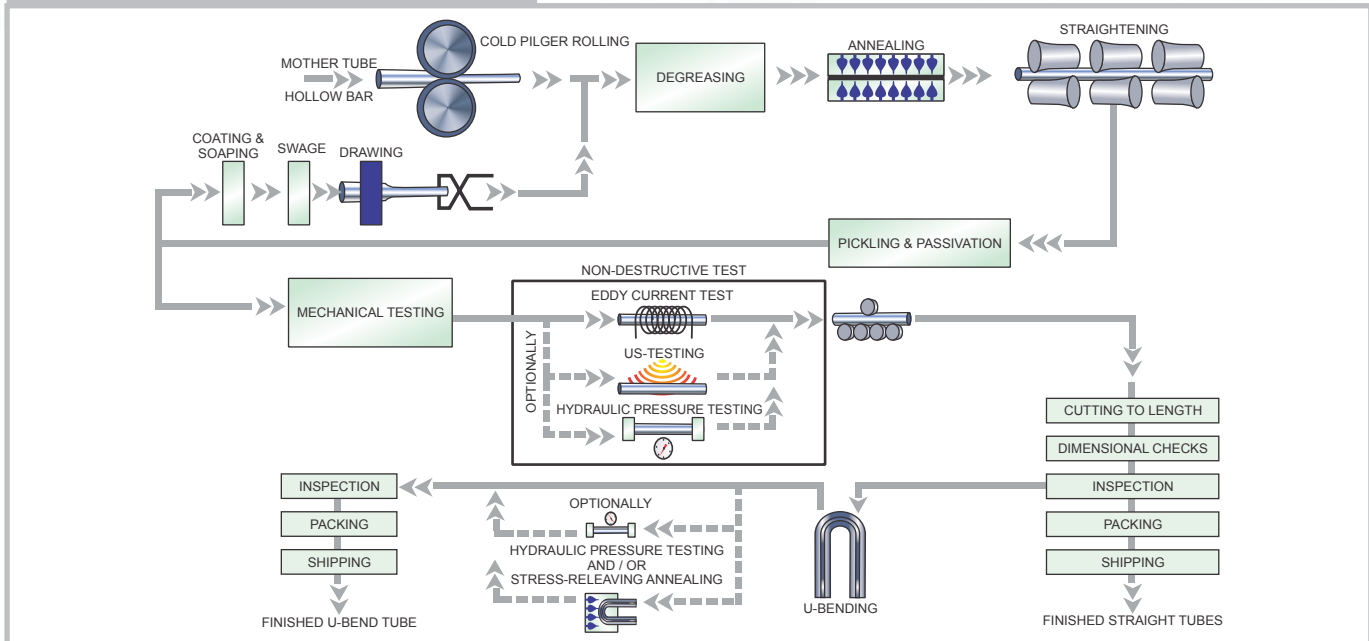 COLD PILGER ROLLING
MOTHER TUBE
HOLLOW BAR
DEGREASING
ANNEALING
STRAIGHTENING
COATING &
SOAPING
SWAGE
DRAWING
PICKLING & PASSIVATION
MECHANICAL TESTING
NON-DESTRUCTIVE TEST
EDDY CURRENT TEST
OPTIONALLY
US-TESTING
HYDRAULIC PRESSURE TESTING
CUTTING TO LENGTH
DIMENSIONAL CHECKS
INSPECTION
PACKING
SHIPPING
FINISHED STRAIGHT TUBES
U-BENDING
OPTIONALLY
HYDRAULIC PRESSURE TESTING
AND / OR
STRESS-RELEAVING ANNEALING
INSPECTION
PACKING
SHIPPING
FINISHED U-BEND TUBE